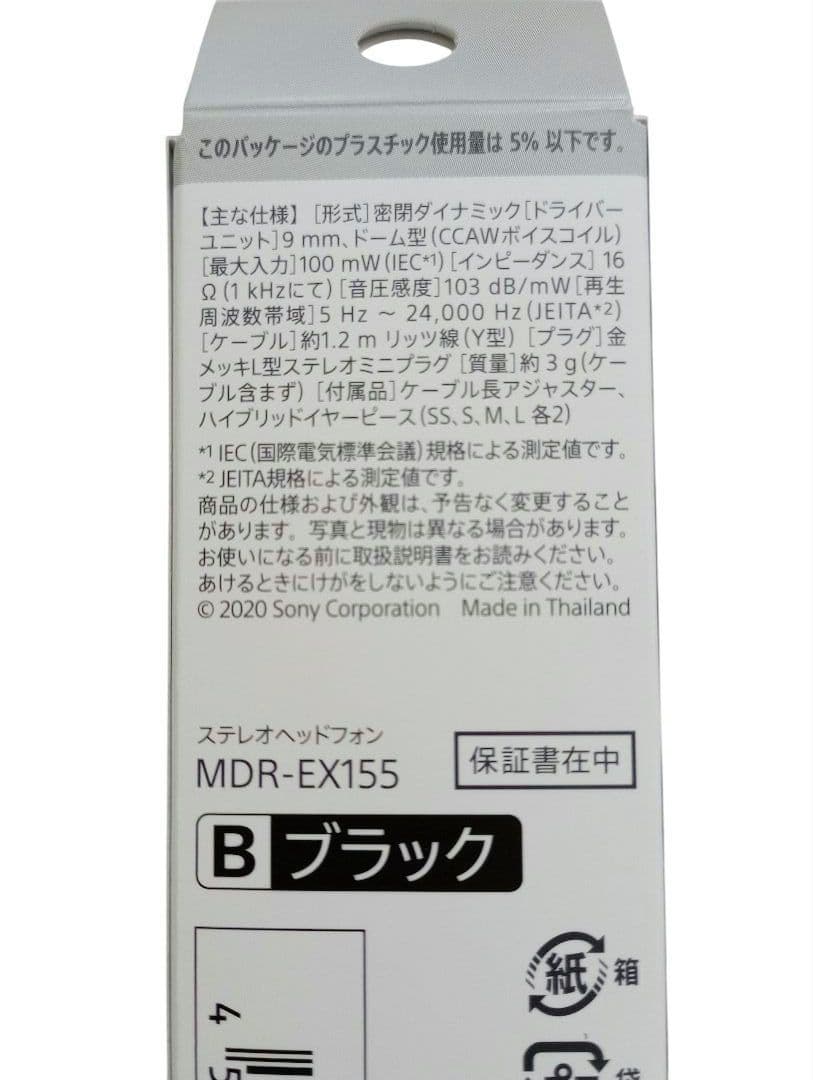 このパッケージのプラスチック使用量は 5% 以下です。
【主な仕様】 [形式]密閉ダイナミック[ドライバー
ユニット]9 mm、ドーム型(CCAWボイスコイル)
[最大入力]100 mW(IEC*1) [インピーダンス] 16
Ω (1 kHzにて) [音圧感度]103 dB/mW[再生
周波数帯域]5 Hz ～ 24,000 Hz(JEITA*2)
[ケーブル]約1.2 m リッツ線(Y型) [プラグ]金
メッキL型ステレオミニプラグ [質量]約 3 g(ケー
ブル含まず) [付属品]ケーブル長アジャスター、
ハイブリッドイヤーピース(SS、S、M、L 各2)
*1 IEC(国際電気標準会議)規格による測定値です。
*2 JEITA規格による測定値です。
商品の仕様および外観は、予告なく変更すること
があります。写真と現物は異なる場合があります。
お使いになる前に取扱説明書をお読みください。
あけるときにけがをしないようにご注意ください。
© 2020 Sony Corporation Made in Thailand
ステレオヘッドフォン
MDR-EX155
保証書在中
B ブラック
紙 箱
4 5